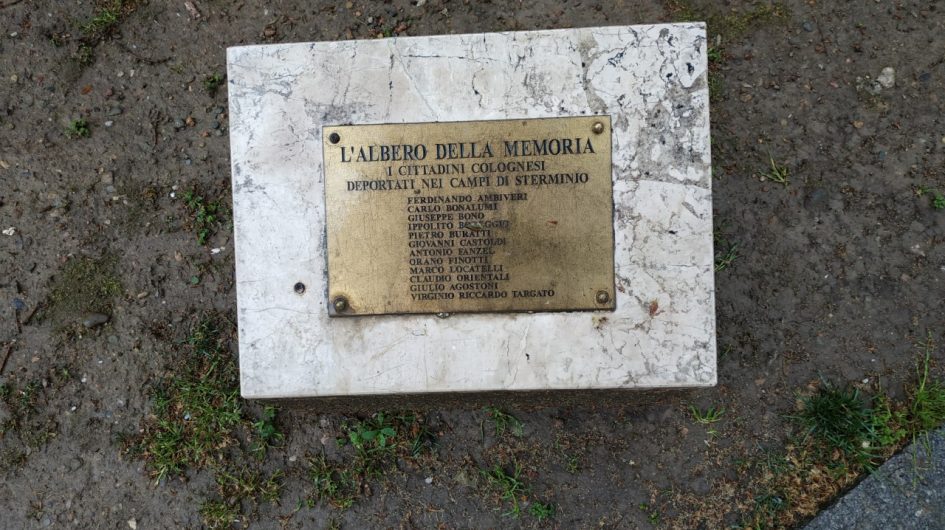 L'ALBERO DELLA MEMORIA
I CITTADINI COLOGNESI
DEPORTATI NEI CAMPI DI STERMINIO
FERDINANDO AMBIVERI
CARLO BONALUMI
GIUSEPPE BONO
IPPOLITO
PIETRO BURATTI
GIOVANNI CASTOLDI
ANTONIO FANZEL
ORANO FINOTTI
MARCO LOCATELLI
CLAUDIO ORIENTALI
GIULIO AGOSTONI
VIRGINIO RICCARDO TARGATO